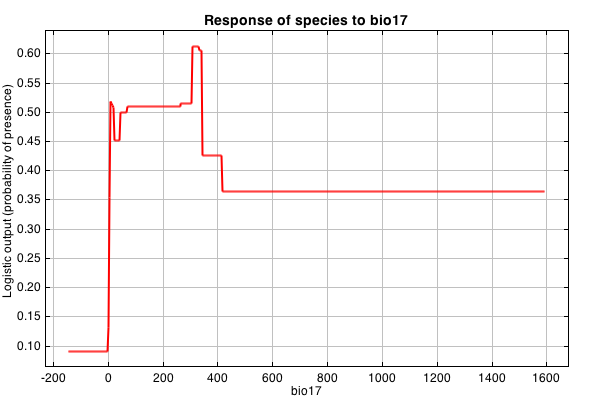 Response of species to bio17
Logistic output (probability of presence)
0.60
0.55
0.50
0.45
0.40
0.35
0.30
0.25
0.20
0.15
0.10
-200 0 200 400 600 800 1000 1200 1400 1600
bio17